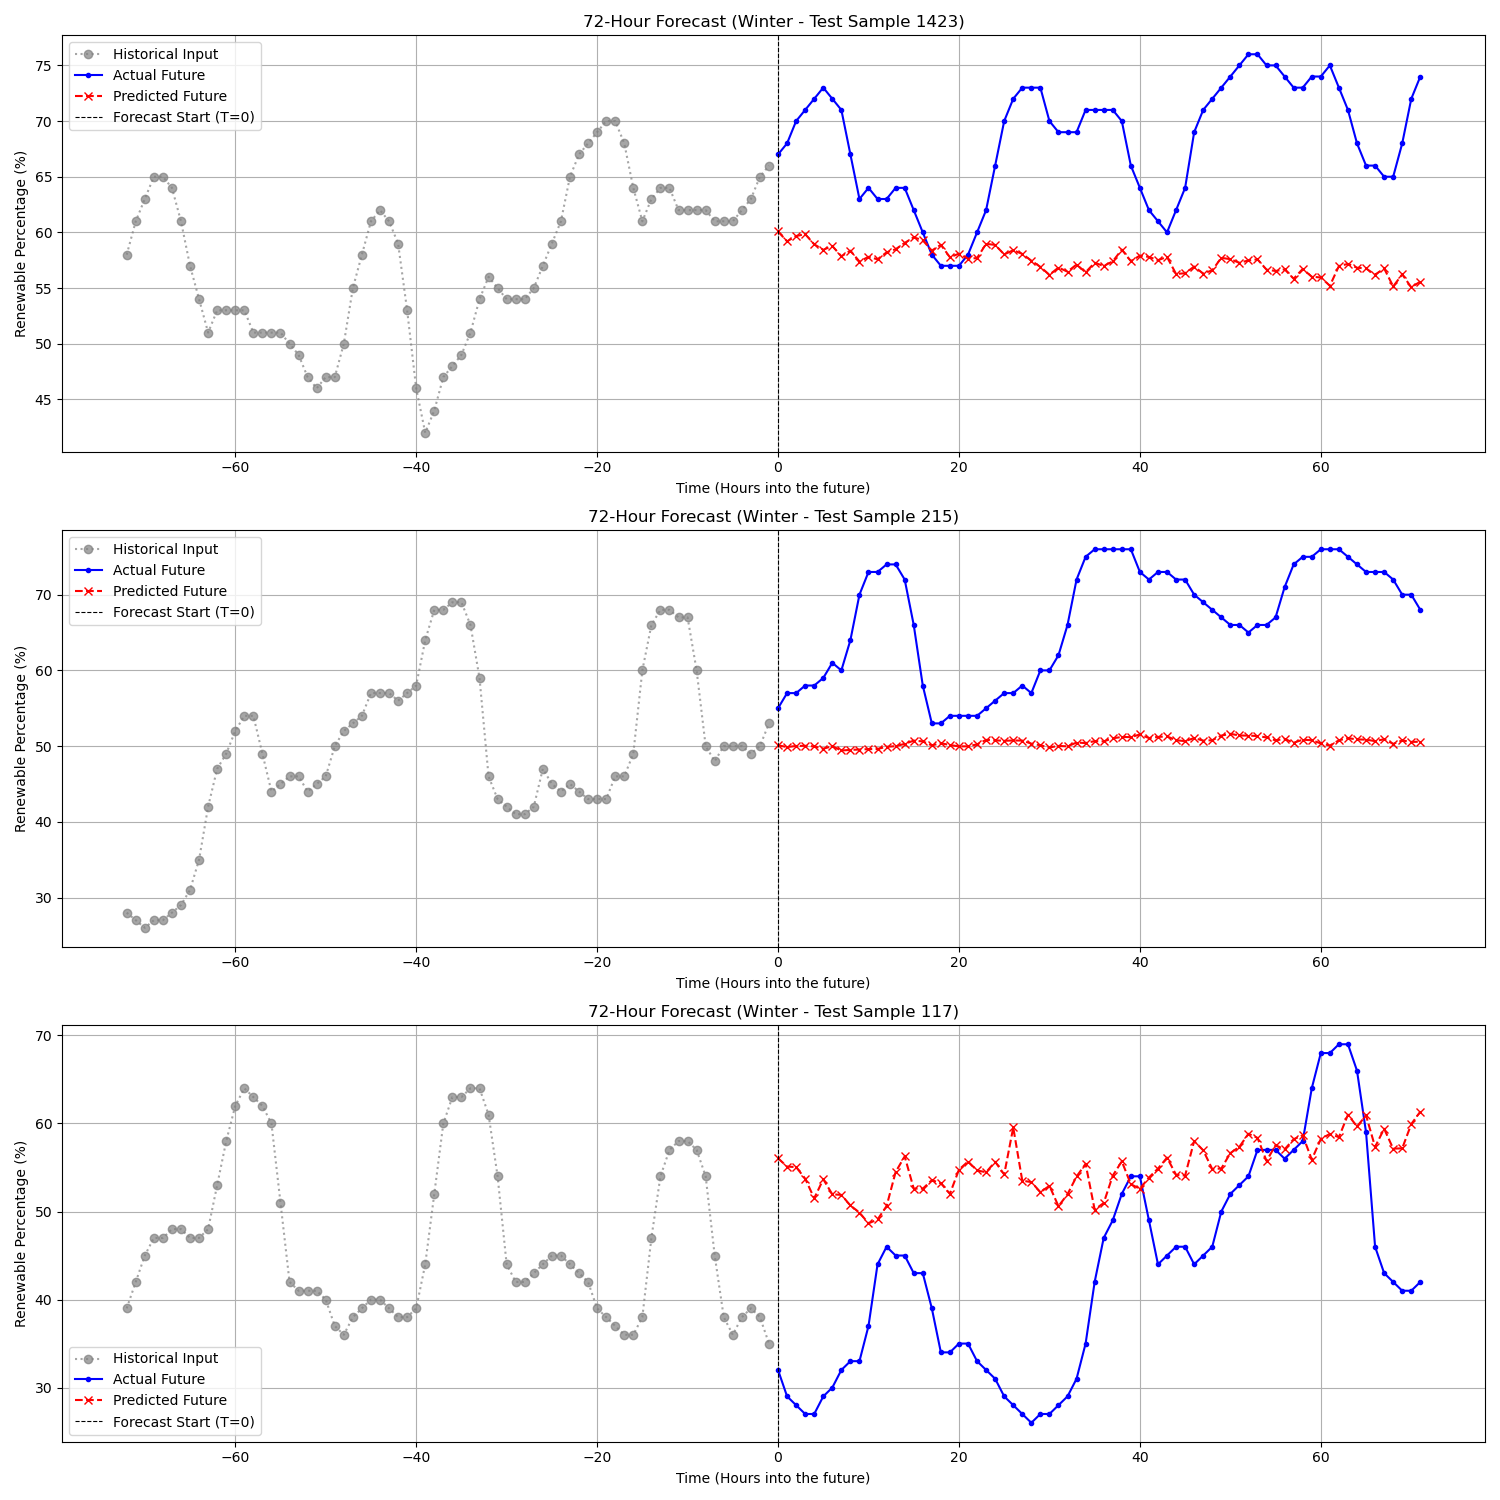 72-Hour Forecast (Winter - Test Sample 1423)
Historical Input
Actual Future
Predicted Future
Forecast Start (T=0)
Renewable Percentage (%)
75
70
65
60
55
50
45
−60
−40
−20
0
20
40
60
Time (Hours into the future)
72-Hour Forecast (Winter - Test Sample 215)
Historical Input
Actual Future
Predicted Future
Forecast Start (T=0)
Renewable Percentage (%)
70
60
50
40
30
−60
−40
−20
0
20
40
60
Time (Hours into the future)
72-Hour Forecast (Winter - Test Sample 117)
Renewable Percentage (%)
70
60
50
40
30
Historical Input
Actual Future
Predicted Future
Forecast Start (T=0)
−60
−40
−20
0
20
40
60
Time (Hours into the future)